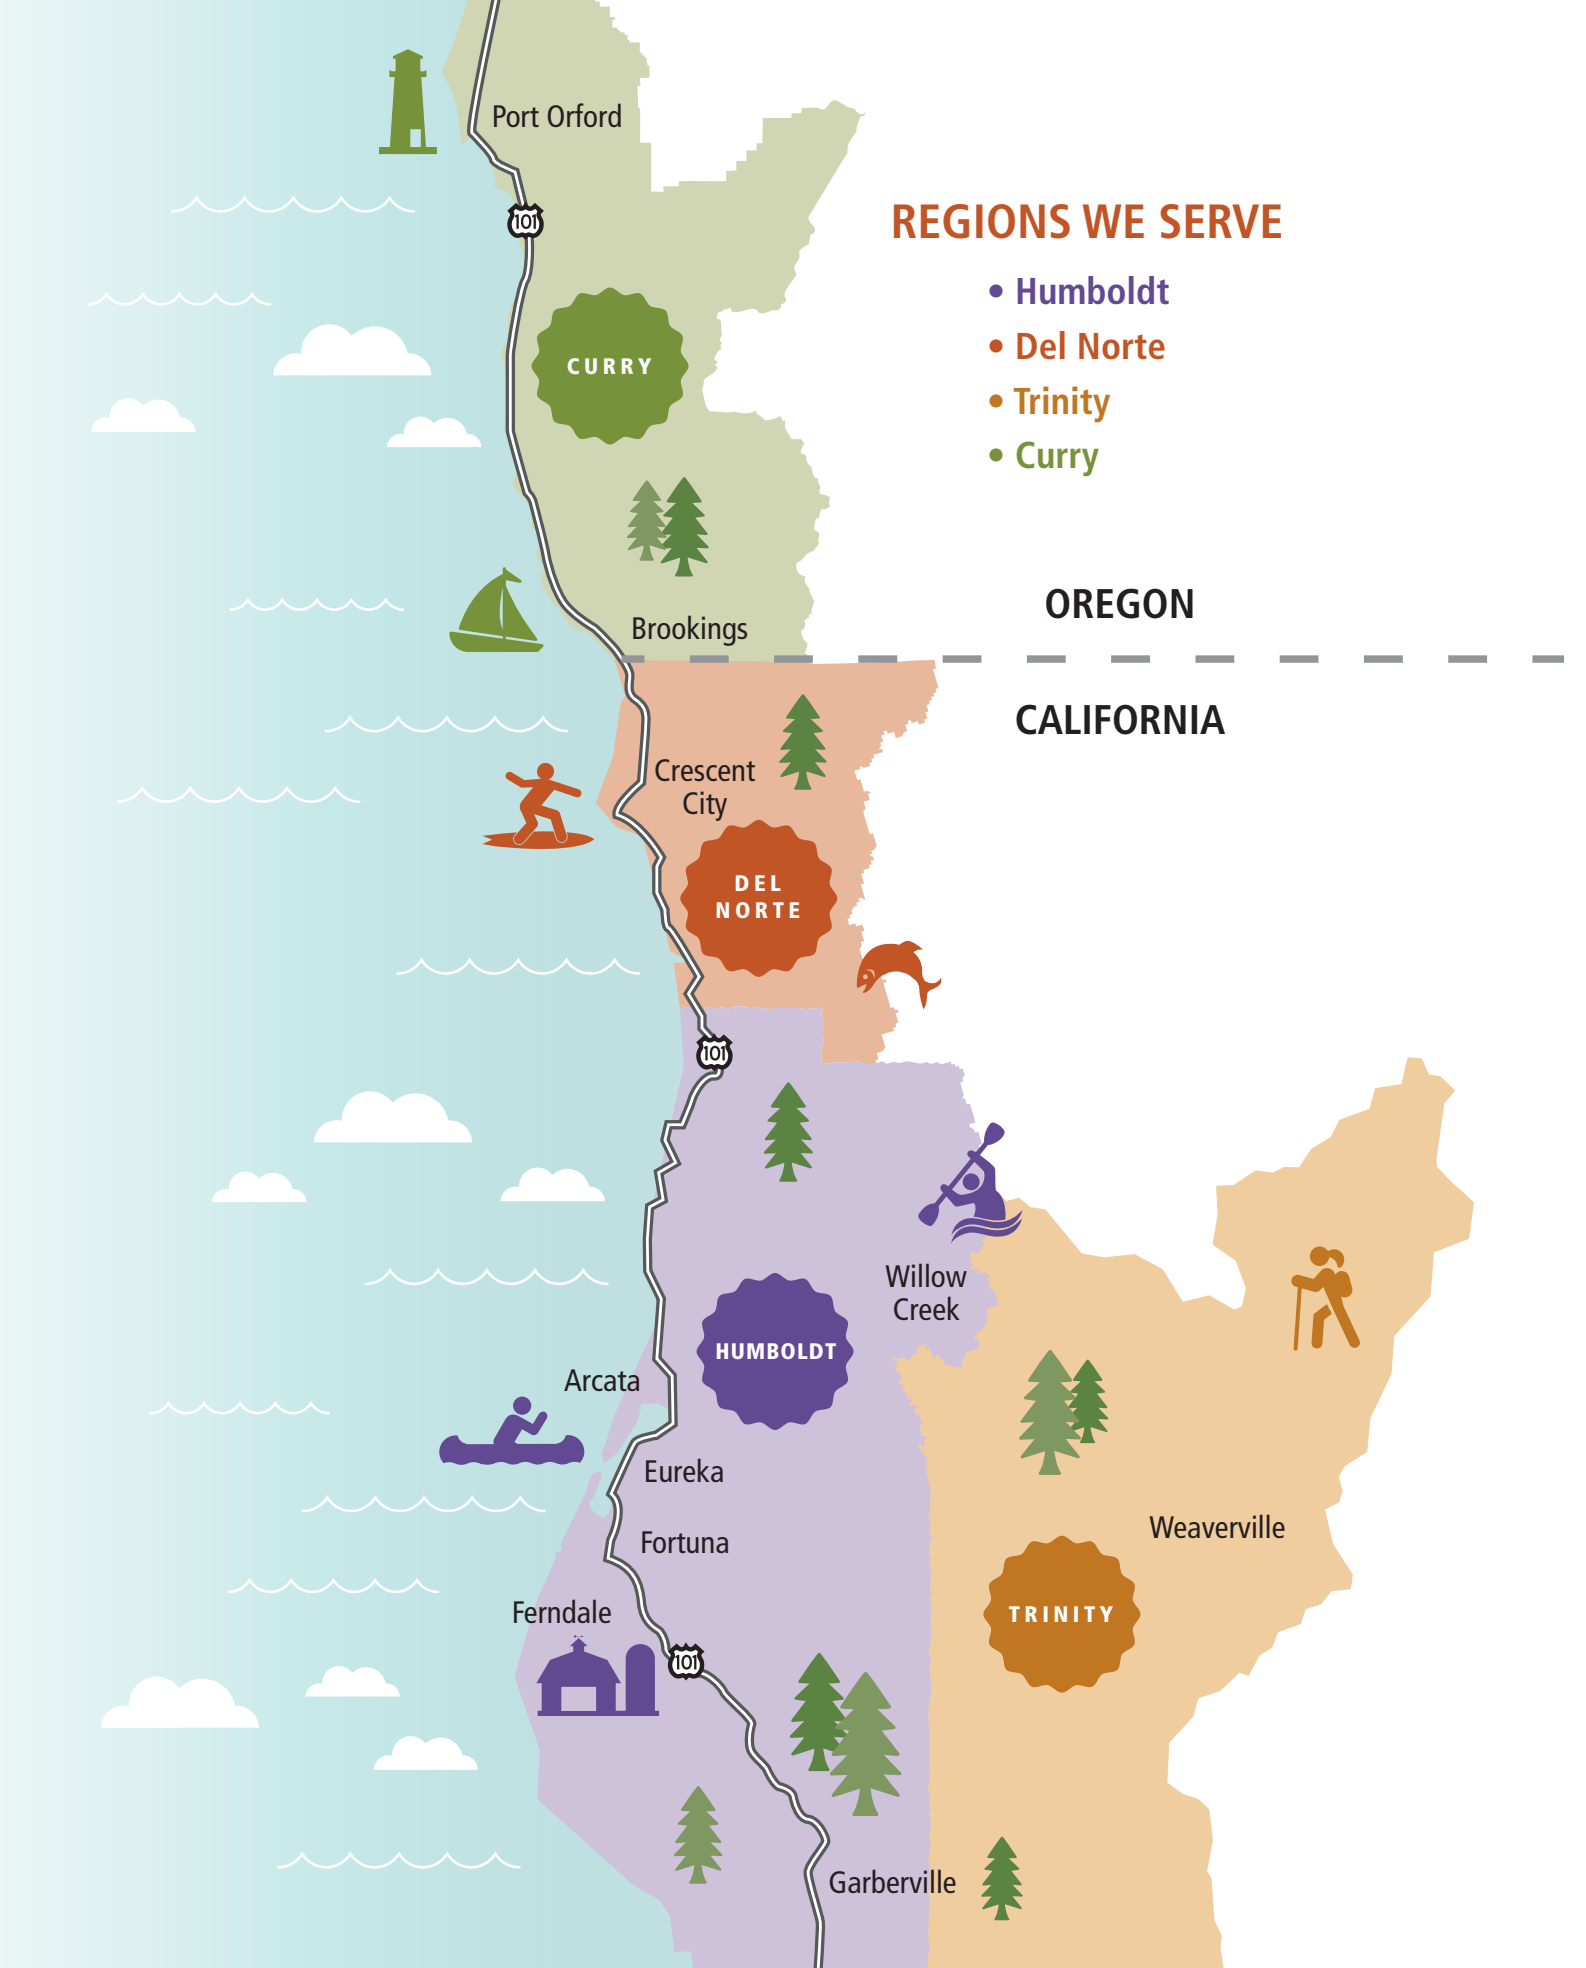 Port Orford
101
REGIONS WE SERVE
• Humboldt
• Del Norte
• Trinity
• Curry
CURRY
Brookings
OREGON
CALIFORNIA
Crescent
City
DEL
NORTE
101
Willow
Creek
HUMBOLDT
Arcata
Eureka
Weaverville
Fortuna
Ferndale
TRINITY
101
Garberville